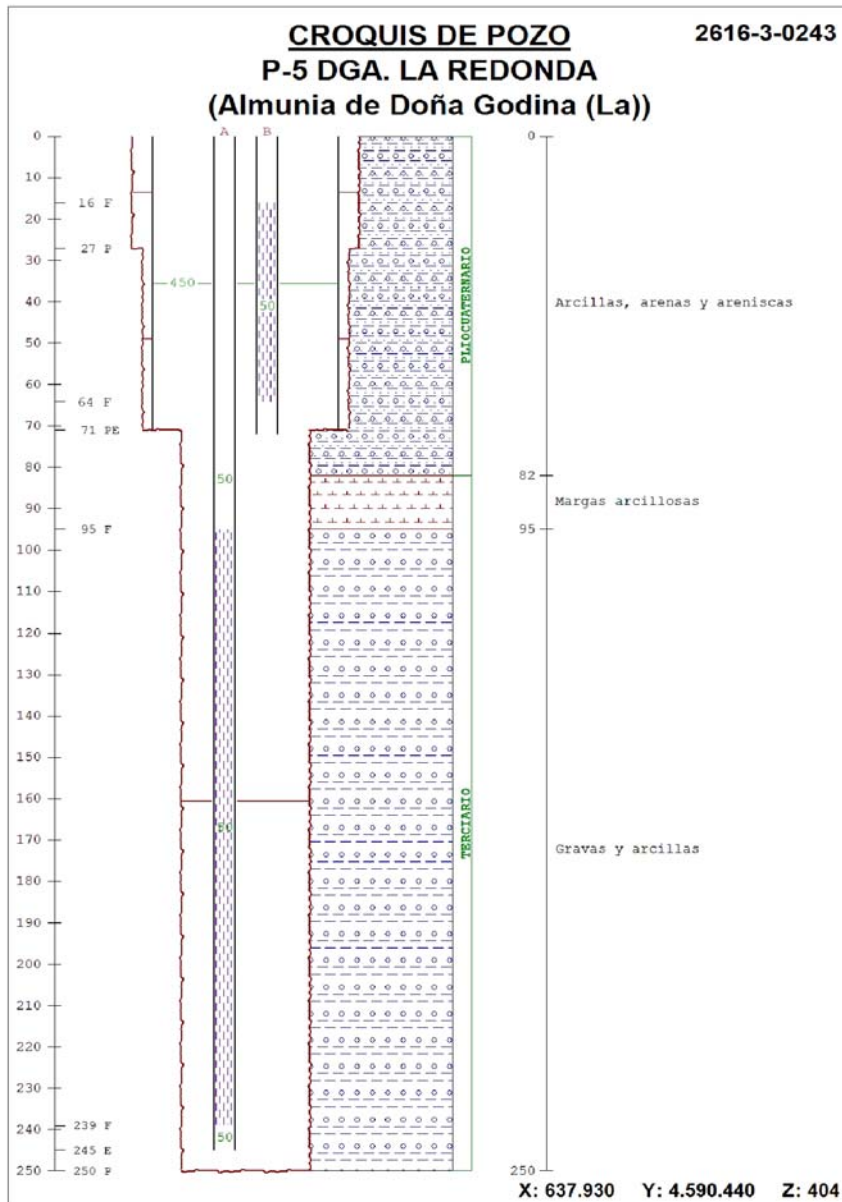 CROQUIS DE POZO
2616-3-0243
P-5 DGA. LA REDONDA
(Almunia de Doña Godina (La))
A B
0 0
10
16 F
20
27 P
30
450
40
50 Arcillas, arenas y areniscas
PLIOCUATERNARIO
50
60
64 F
70
71 PE
80 50 82
90 Margas arcillosas
95 F 95
100
110
120
130
140
150
160
50
TERCIARIO
170
Gravas y arcillas
180
190
200
210
220
230
239 F
240 50
245 E
250 P 250
X: 637.930 Y: 4.590.440 Z: 404